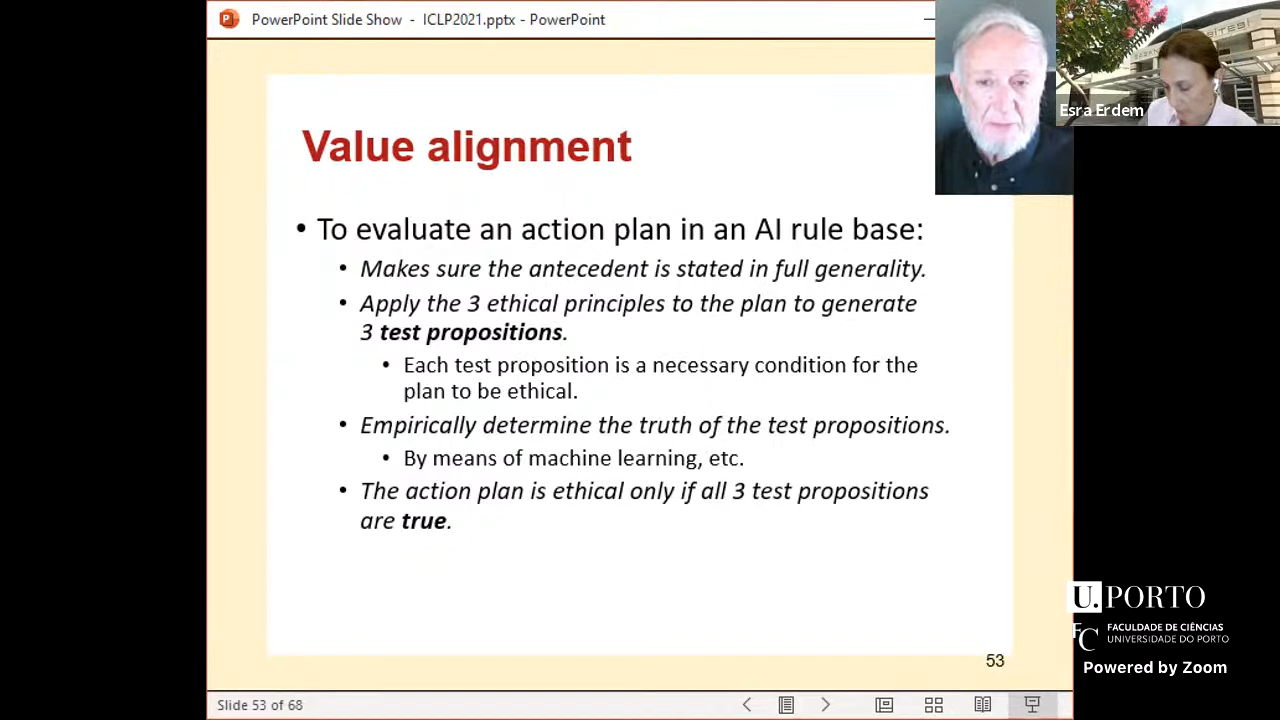 PowerPoint Slide Show - ICLP2021.pptx - PowerPoint
Esra Erdem
Value alignment
• To evaluate an action plan in an AI rule base:
• Makes sure the antecedent is stated in full generality.
• Apply the 3 ethical principles to the plan to generate
3 test propositions.
• Each test proposition is a necessary condition for the
plan to be ethical.
• Empirically determine the truth of the test propositions.
• By means of machine learning, etc.
• The action plan is ethical only if all 3 test propositions
are true.
53
U. PORTO
FC FACULDADE DE CIÊNCIAS
UNIVERSIDADE DO PORTO
Powered by Zoom
Slide 53 of 68